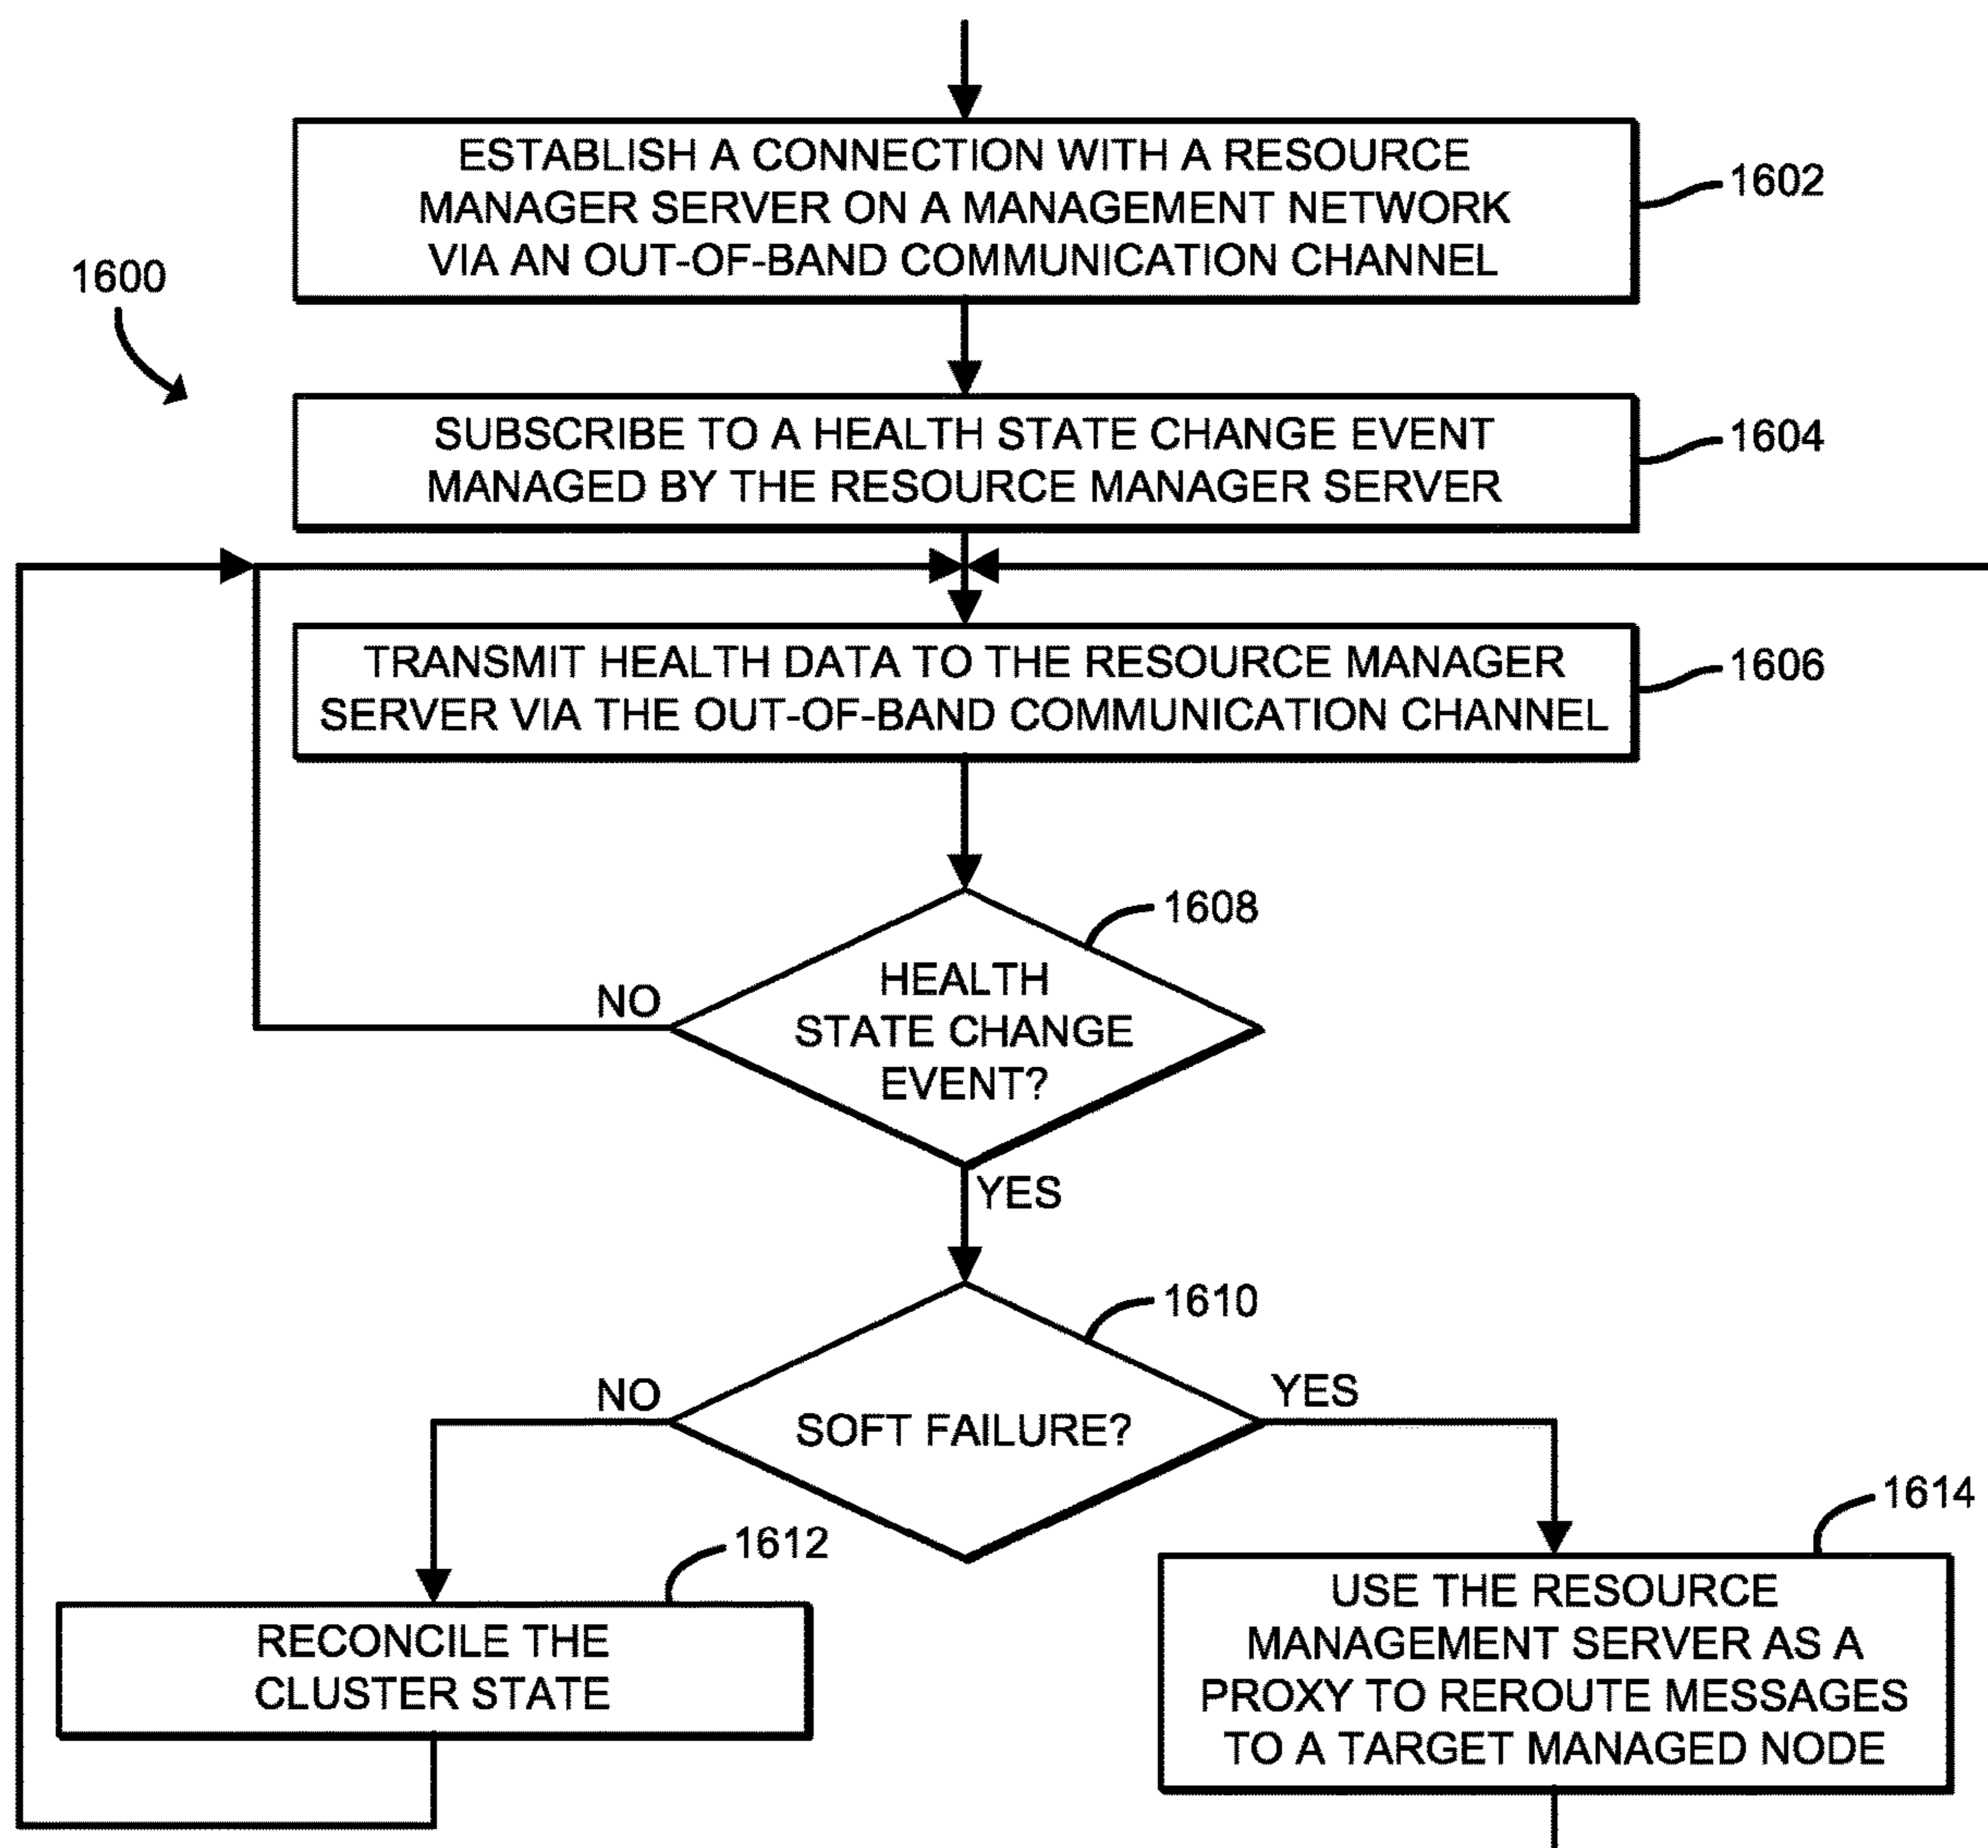 ESTABLISH A CONNECTION WITH A RESOURCE
MANAGER SERVER ON A MANAGEMENT NETWORK
VIA AN OUT-OF-BAND COMMUNICATION CHANNEL
1602
1600
SUBSCRIBE TO A HEALTH STATE CHANGE EVENT
MANAGED BY THE RESOURCE MANAGER SERVER
1604
TRANSMIT HEALTH DATA TO THE RESOURCE MANAGER
SERVER VIA THE OUT-OF-BAND COMMUNICATION CHANNEL
1606
1608
HEALTH
STATE CHANGE
EVENT?
NO
YES
1610
SOFT FAILURE?
NO
YES
1612
RECONCILE THE
CLUSTER STATE
1614
USE THE RESOURCE
MANAGEMENT SERVER AS A
PROXY TO REROUTE MESSAGES
TO A TARGET MANAGED NODE